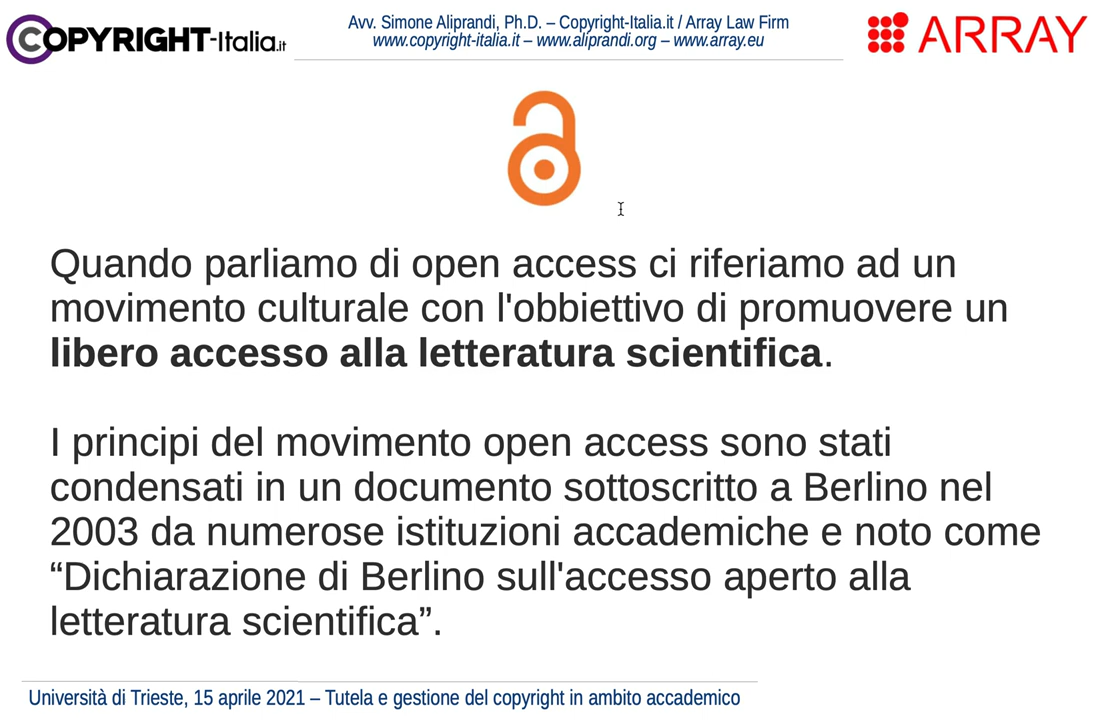 COPYRIGHT-Italia.it
Avv. Simone Aliprandi, Ph.D. – Copyright-Italia.it / Array Law Firm
www.copyright-italia.it – www.aliprandi.org – www.array.eu
ARRAY
Quando parliamo di open access ci riferiamo ad un
movimento culturale con l'obbiettivo di promuovere un
libero accesso alla letteratura scientifica.
I principi del movimento open access sono stati
condensati in un documento sottoscritto a Berlino nel
2003 da numerose istituzioni accademiche e noto come
“Dichiarazione di Berlino sull'accesso aperto alla
letteratura scientifica”.
Università di Trieste, 15 aprile 2021 – Tutela e gestione del copyright in ambito accademico